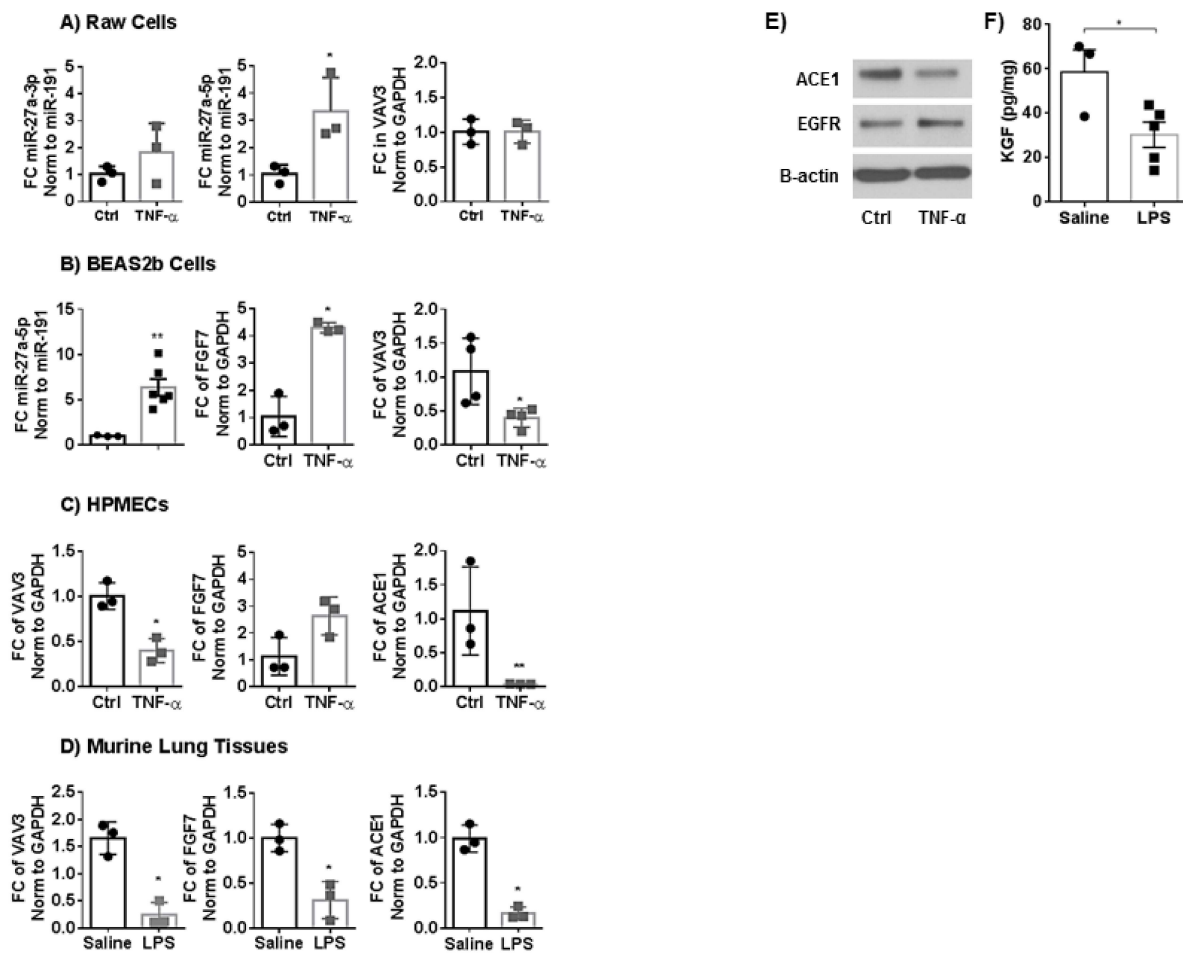 A) Raw Cells
FC miR-27a-3p
Norm to miR-191
5
4
3
2
1
0
Ctrl TNF-α
FC miR-27a-5p
Norm to miR-191
5
4
3
2
1
0
*
Ctrl TNF-α
FC in VAV3
Norm to GAPDH
2.0
1.5
1.0
0.5
0.0
Ctrl TNF-α
B) BEAS2b Cells
FC miR-27a-5p
Norm to miR-191
15
10
5
0
**
FC of FGF7
Norm to GAPDH
5
4
3
2
1
0
*
Ctrl TNF-α
FC of VAV3
Norm to GAPDH
2.0
1.5
1.0
0.5
0.0
*
Ctrl TNF-α
C) HPMECs
FC of VAV3
Norm to GAPDH
1.5
1.0
0.5
0.0
*
Ctrl TNF-α
FC of FGF7
Norm to GAPDH
5
4
3
2
1
0
Ctrl TNF-α
FC of ACE1
Norm to GAPDH
2.0
1.5
1.0
0.5
0.0
**
Ctrl TNF-α
D) Murine Lung Tissues
FC of VAV3
Norm to GAPDH
2.5
2.0
1.5
1.0
0.5
0.0
*
Saline LPS
FC of FGF7
Norm to GAPDH
1.5
1.0
0.5
0.0
*
Saline LPS
FC of ACE1
Norm to GAPDH
1.5
1.0
0.5
0.0
*
Saline LPS
E)
ACE1
EGFR
B-actin
Ctrl TNF-α
F)
KGF (pg/mg)
80
60
40
20
0
*
Saline LPS